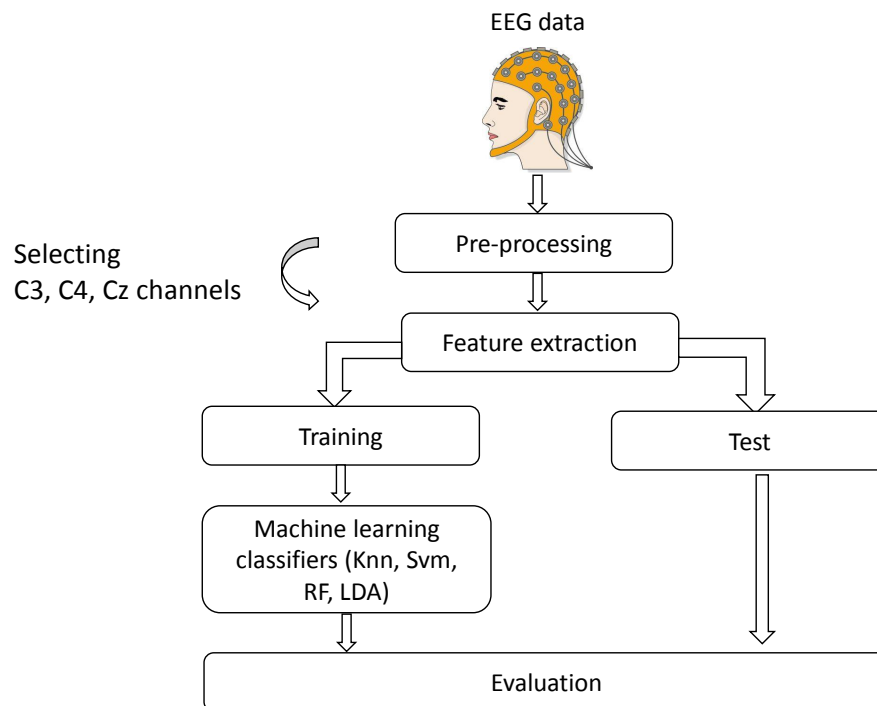 EEG data
Pre-processing
Selecting
C3, C4, Cz channels
Feature extraction
Training
Test
Machine learning
classifiers (Knn, Svm,
RF, LDA)
Evaluation